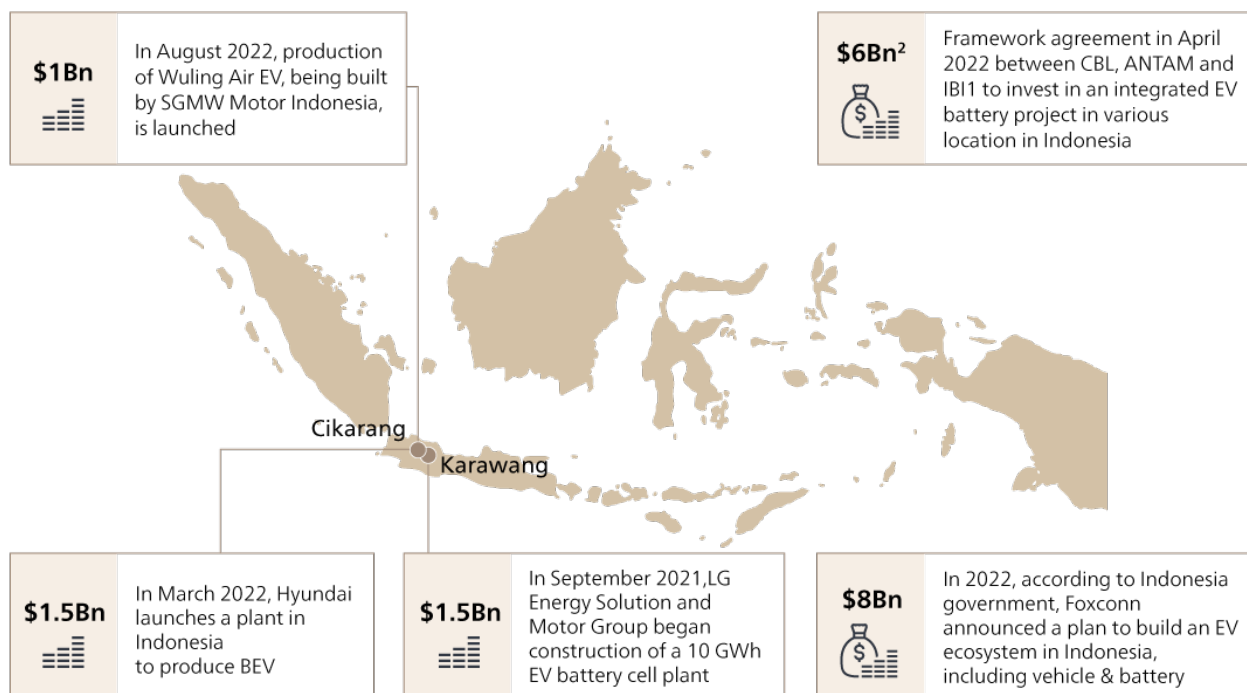 $1Bn
In August 2022, production
of Wuling Air EV, being built
by SGMW Motor Indonesia,
is launched
$6Bn²
Framework agreement in April
2022 between CBL, ANTAM and
IBI1 to invest in an integrated EV
battery project in various
location in Indonesia
Cikarang
Karawang
$1.5Bn
In March 2022, Hyundai
launches a plant in
Indonesia
to produce BEV
$1.5Bn
In September 2021,LG
Energy Solution and
Motor Group began
construction of a 10 GWh
EV battery cell plant
$8Bn
In 2022, according to Indonesia
government, Foxconn
announced a plan to build an EV
ecosystem in Indonesia,
including vehicle & battery